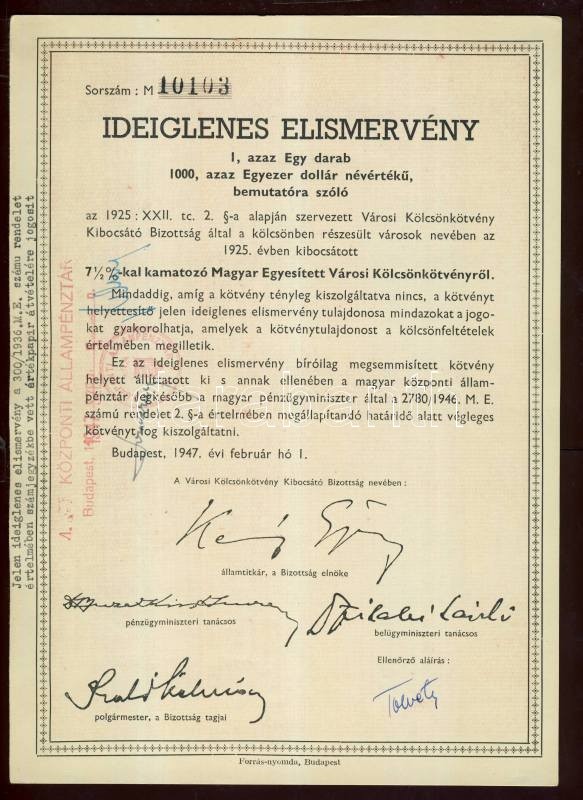 Sorszám : M 10103
IDEIGLENES ELISMERVÉNY
1, azaz Egy darab
1000, azaz Egyezer dollár névértékű,
bemutatóra szóló
az 1925 : XXII. tc. 2. §-a alapján szervezett Városi Kölcsönkötvény
Kibocsátó Bizottság által a kölcsönben részesült városok nevében az
1925. évben kibocsátott
7½%-kal kamatozó Magyar Egyesített Városi Kölcsönkötvényről.
Mindaddig, amíg a kötvény tényleg kiszolgáltatva nincs, a kötvényt
helyettesítő jelen ideiglenes elismervény tulajdonosa mindazokat a jogo-
kat gyakorolhatja, amelyek a kötvénytulajdonost a kölcsönfeltételek
értelmében megilletik.
Ez az ideiglenes elismervény bíróilag megsemmisített kötvény
helyett állíttatott ki s annak ellenében a magyar központi állam-
pénztár legkésőbb a magyar pénzügyminiszter által a 2780/1946. M. E.
számú rendelet 2. §-a értelmében megállapítandó határidő alatt végleges
kötvényt fog kiszolgáltatni.
Budapest, 1947. évi február hó 1.
A Városi Kölcsönkötvény Kibocsátó Bizottság nevében :
államtitkár, a Bizottság elnöke
pénzügyminiszteri tanácsos
belügyminiszteri tanácsos
Ellenőrző aláírás :
polgármester, a Bizottság tagjai
Forrás-nyomda, Budapest
Jelen ideiglenes elismervény a 300/1936.M.E. számu rendelet
értelmében számjegyzékbe vett értékpapir átvételére jogosit
KÖZPONTI ÁLLAMPÉNZTÁR
Budapest,